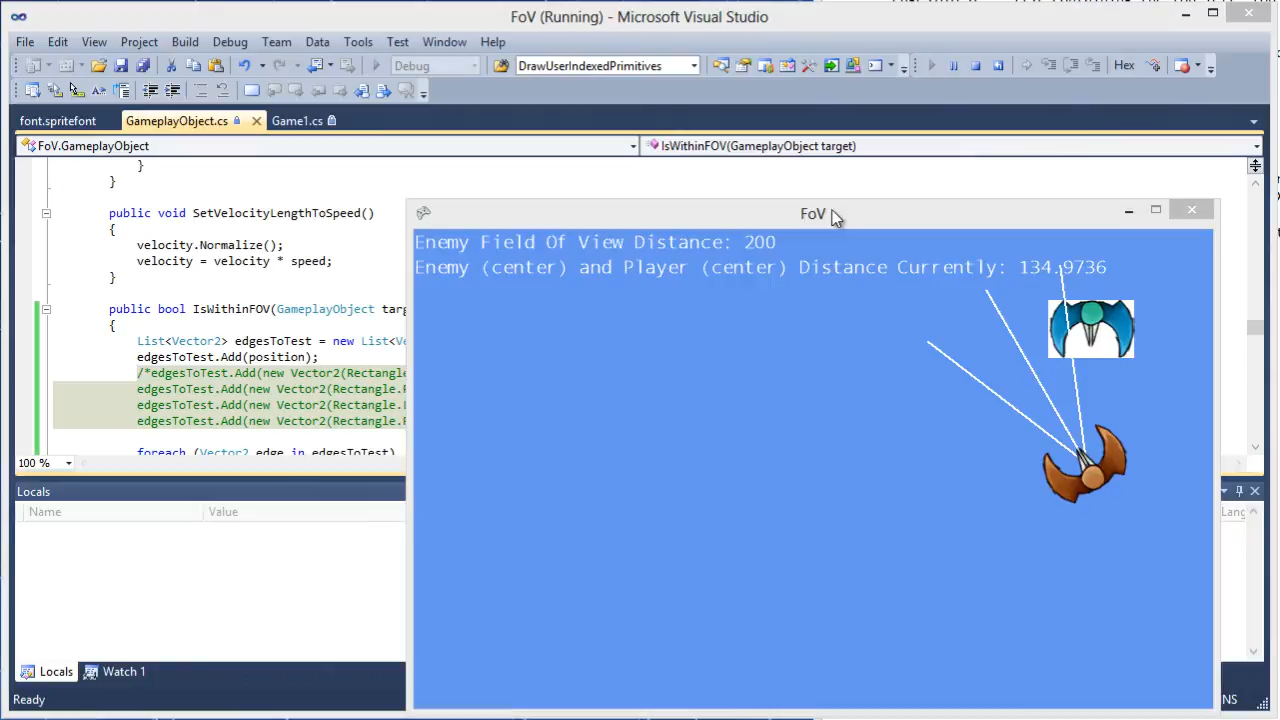 FoV (Running) - Microsoft Visual Studio
File Edit View Project Build Debug Team Data Tools Test Window Help
Debug DrawUserIndexedPrimitives Hex
font.spritefont GameplayObject.cs Game1.cs
FoV.GameplayObject IsWithinFOV(GameplayObject target)
}
}
public void SetVelocityLengthToSpeed()
{
velocity.Normalize();
velocity = velocity * speed;
}
public bool IsWithinFOV(GameplayObject targ
{
List<Vector2> edgesToTest = new List<Ve
edgesToTest.Add(position);
/*edgesToTest.Add(new Vector2(Rectangle.
edgesToTest.Add(new Vector2(Rectangle.
edgesToTest.Add(new Vector2(Rectangle.
edgesToTest.Add(new Vector2(Rectangle.
foreach (Vector2 edge in edgesToTest)
100 %
FoV
Enemy Field Of View Distance: 200
Enemy (center) and Player (center) Distance Currently: 134.9736
Locals
Name Value Lang
Locals Watch 1
Ready NS